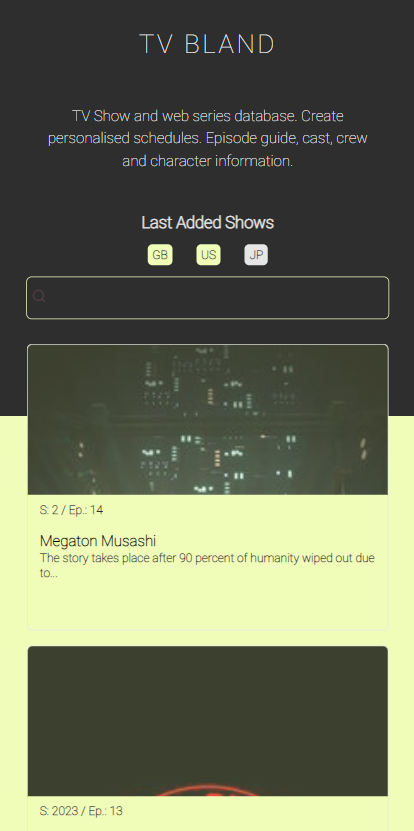 TV BLAND
TV Show and web series database. Create
personalised schedules. Episode guide, cast, crew
and character information.
Last Added Shows
GB US JP
S: 2 / Ep.: 14
Megaton Musashi
The story takes place after 90 percent of humanity wiped out due
to...
S: 2023 / Ep.: 13